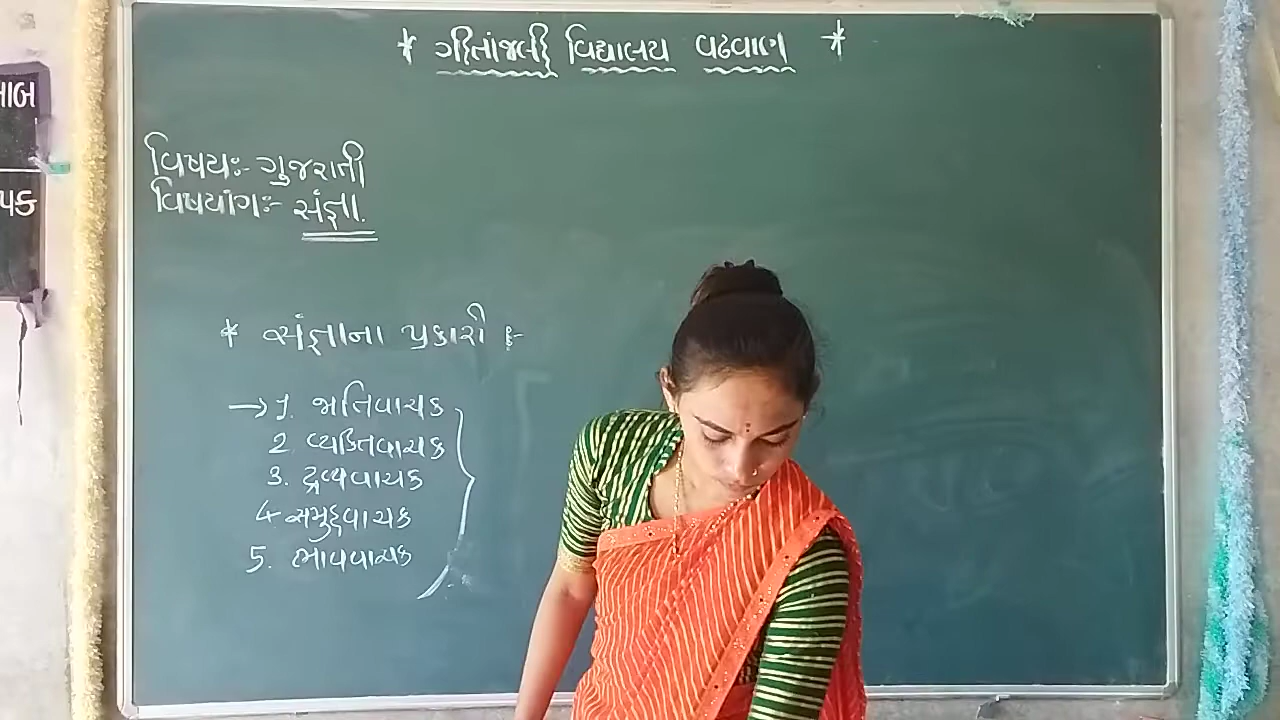 * ગીતાંજલી વિદ્યાલય વઢવાણ *
વિષયઃ- ગુજરાતી
વિષયાંગઃ- સંજ્ઞા.
* સંજ્ઞાના પ્રકારો :-
→ 1. જાતિવાચક
2. વ્યકિતવાચક
3. દ્રવ્યવાચક
4 સમુહવાચક
5. ભાવવાચક